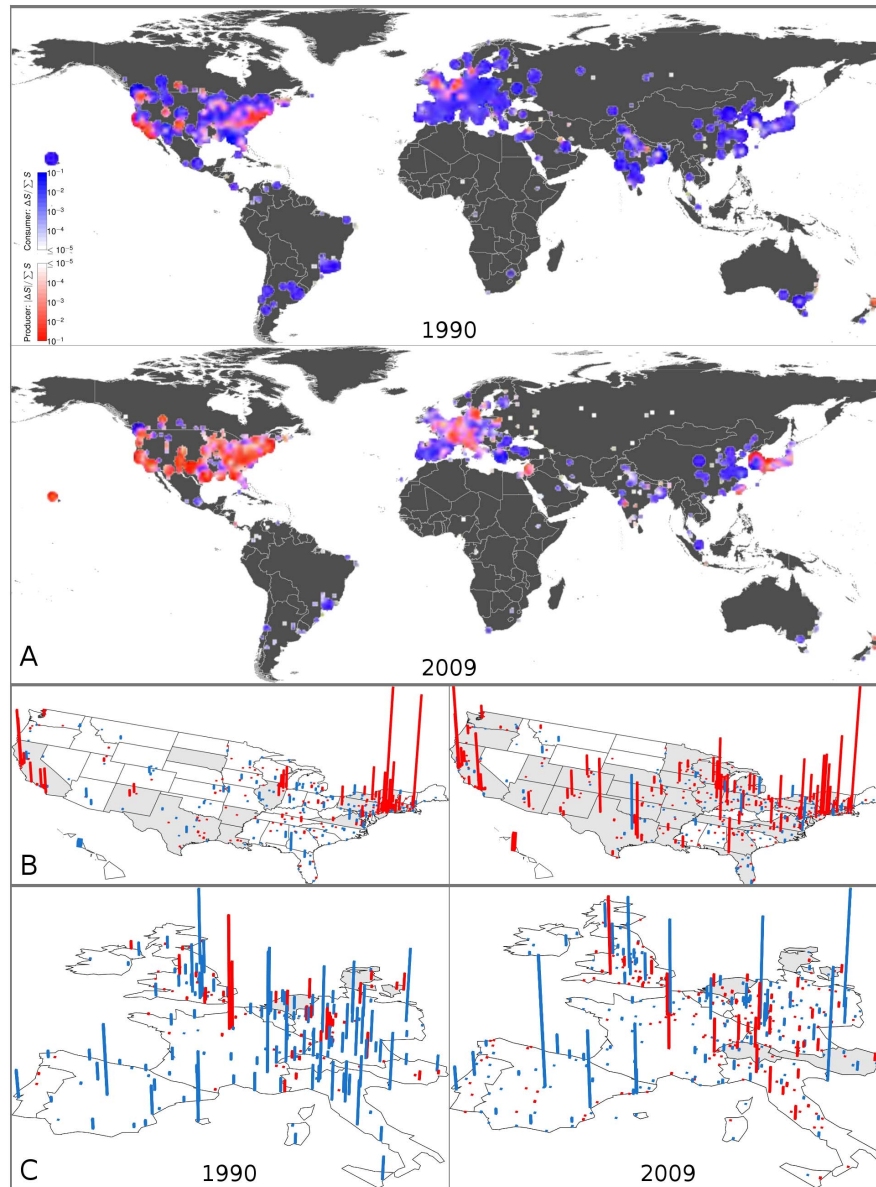 Consumer: ΔS/∑S
10⁻¹
10⁻²
10⁻³
10⁻⁴
≤ 10⁻⁵
Producer: |ΔS|/∑S
≤ 10⁻⁵
10⁻⁴
10⁻³
10⁻²
10⁻¹
1990
A
2009
B
C
1990
2009